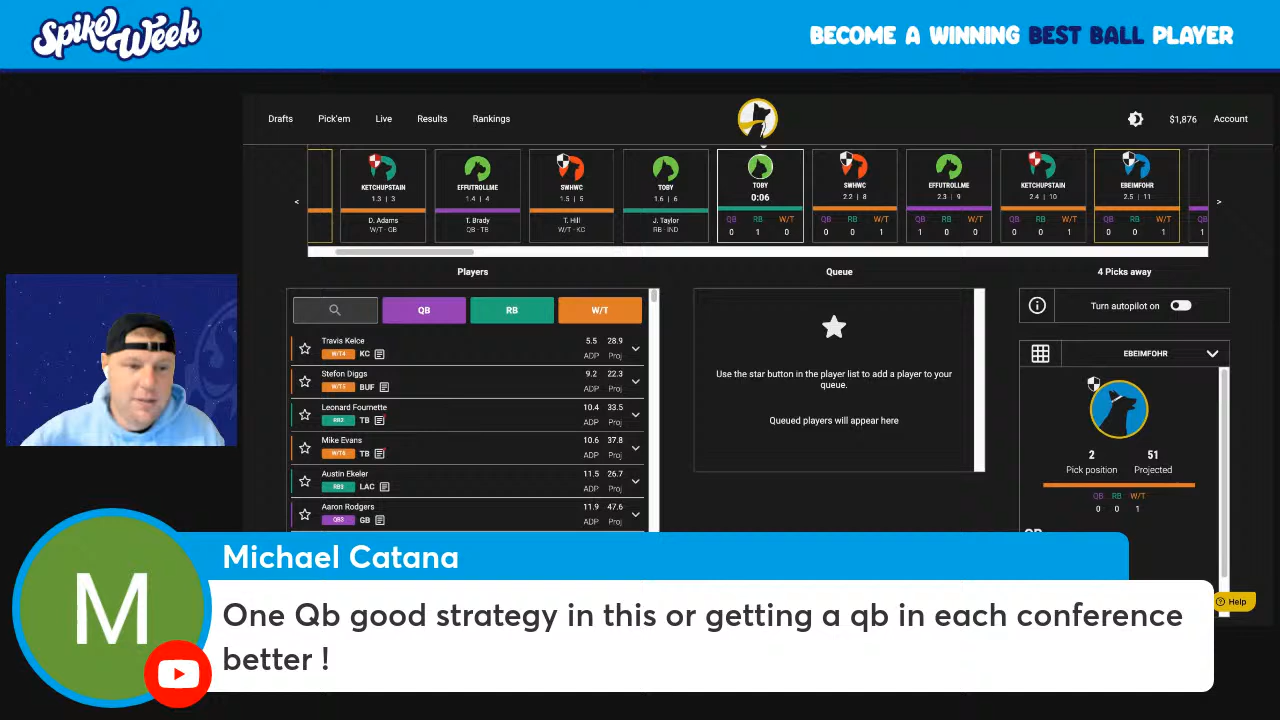 Spike Week
BECOME A WINNING BEST BALL PLAYER
Drafts Pick'em Live Results Rankings $1,876 Account
<
KETCHUPSTAIN
1.3 | 3
D. Adams
W/T · GB
EFFUTROLLME
1.4 | 4
T. Brady
QB · TB
SWHWC
1.5 | 5
T. Hill
W/T · KC
TOBY
1.6 | 6
J. Taylor
RB · IND
TOBY
0:06
QB RB W/T
0 1 0
SWHWC
2.2 | 8
QB RB W/T
0 0 1
EFFUTROLLME
2.3 | 9
QB RB W/T
1 0 0
KETCHUPSTAIN
2.4 | 10
QB RB W/T
0 0 1
EBEIMFOHR
2.5 | 11
QB RB W/T
0 0 1
>
Players
QB RB W/T
Travis Kelce 5.5 28.9
W/T4 KC ADP Proj
Stefon Diggs 9.2 22.3
W/T5 BUF ADP Proj
Leonard Fournette 10.4 33.5
RB2 TB ADP Proj
Mike Evans 10.6 37.8
W/T6 TB ADP Proj
Austin Ekeler 11.5 26.7
RB3 LAC ADP Proj
Aaron Rodgers 11.9 47.6
QB3 GB ADP Proj
Queue
Use the star button in the player list to add a player to your
queue.
Queued players will appear here
4 Picks away
Turn autopilot on
EBEIMFOHR
2 51
Pick position Projected
QB RB W/T
0 0 1
QB
Help
M
Michael Catana
One Qb good strategy in this or getting a qb in each conference
better !